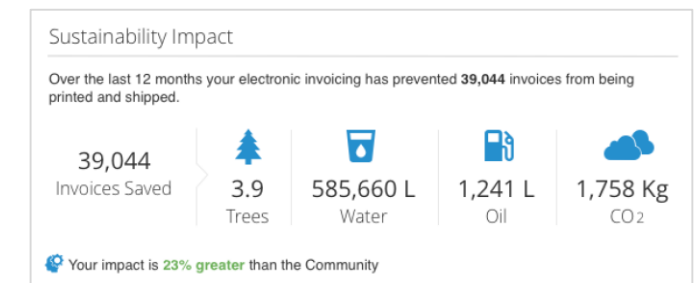 Sustainability Impact
Over the last 12 months your electronic invoicing has prevented 39,044 invoices from being
printed and shipped.
39,044
Invoices Saved
3.9
Trees
585,660 L
Water
1,241 L
Oil
1,758 Kg
CO2
Your impact is 23% greater than the Community